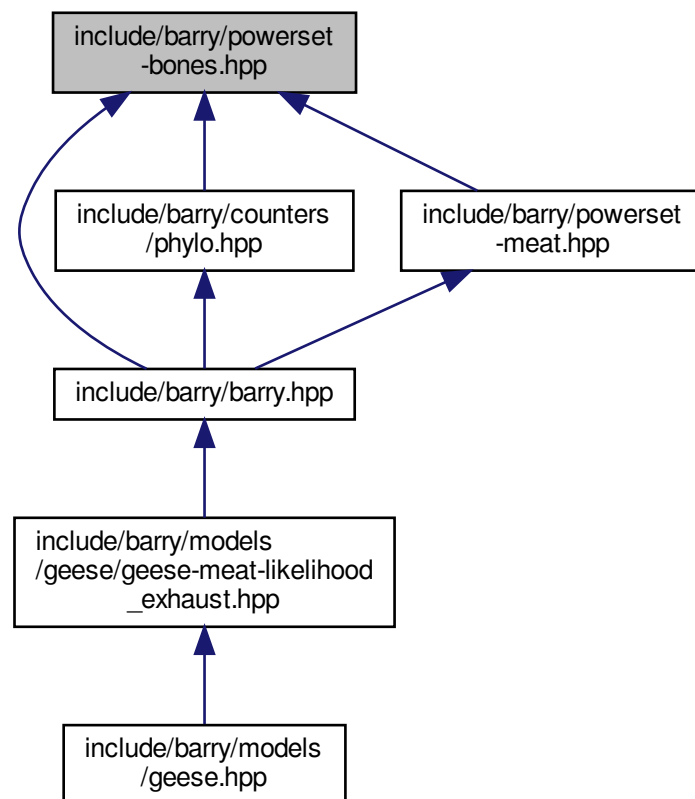 include/barry/powerset
-bones.hpp
include/barry/counters
/phylo.hpp
include/barry/powerset
-meat.hpp
include/barry/barry.hpp
include/barry/models
/geese/geese-meat-likelihood
_exhaust.hpp
include/barry/models
/geese.hpp